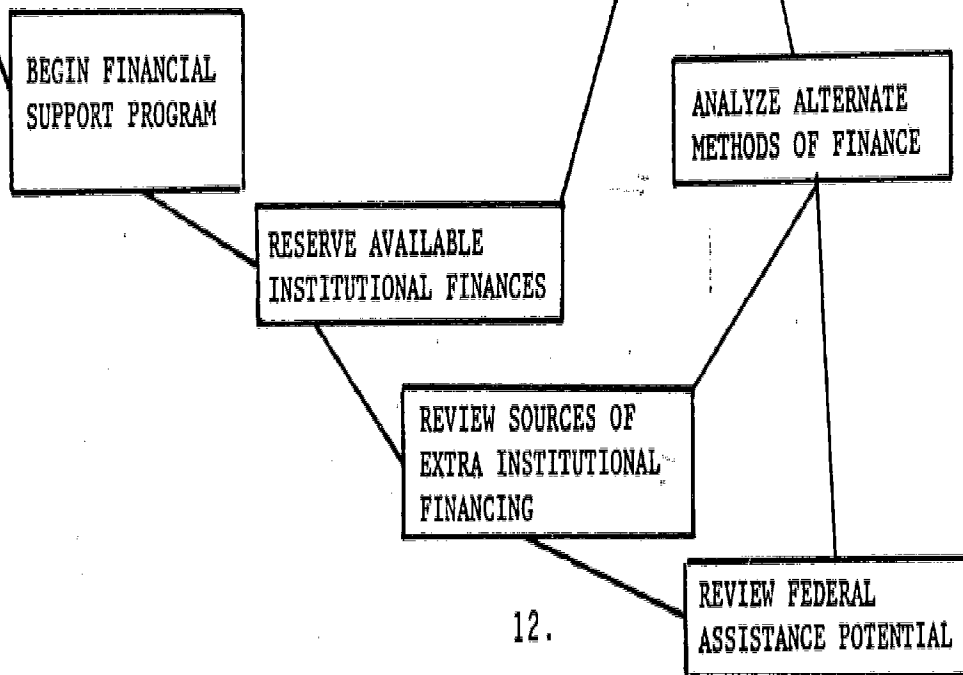 BEGIN FINANCIAL
SUPPORT PROGRAM
ANALYZE ALTERNATE
METHODS OF FINANCE
RESERVE AVAILABLE
INSTITUTIONAL FINANCES
REVIEW SOURCES OF
EXTRA INSTITUTIONAL
FINANCING
REVIEW FEDERAL
ASSISTANCE POTENTIAL
12.